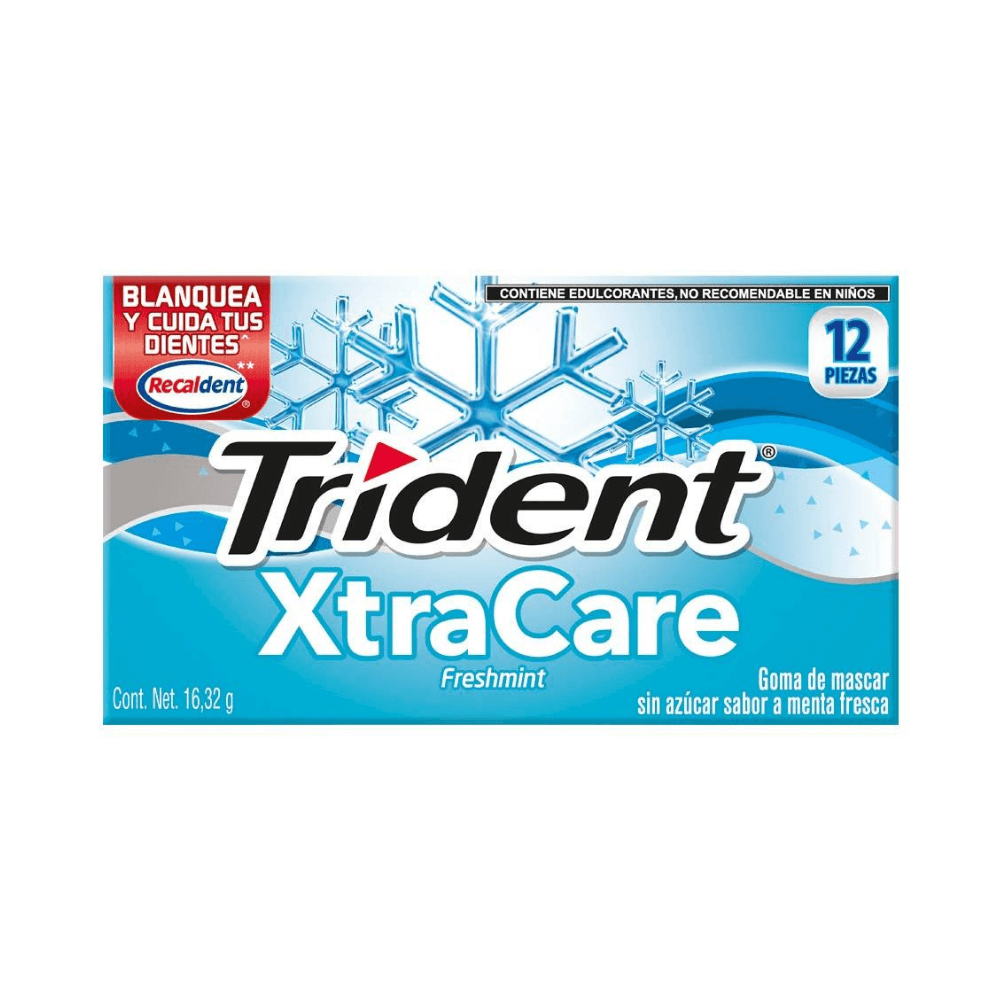 BLANQUEA
Y CUIDA TUS
DIENTES^
Recaldent**
®
CONTIENE EDULCORANTES, NO RECOMENDABLE EN NIÑOS
12
PIEZAS
Trident®
XtraCare
Freshmint
Cont. Net. 16,32 g
Goma de mascar
sin azúcar sabor a menta fresca